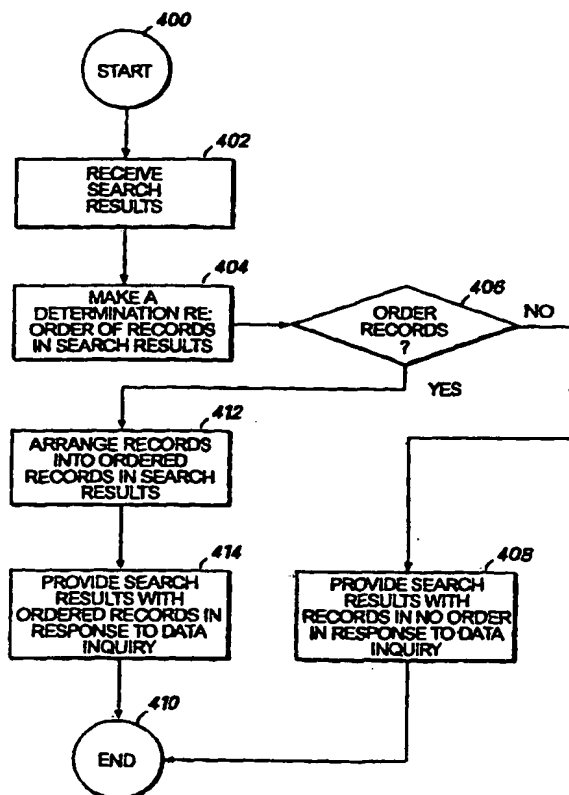 400
START
402
RECEIVE
SEARCH
RESULTS
404
MAKE A
DETERMINATION RE:
ORDER OF RECORDS
IN SEARCH RESULTS
406
ORDER
RECORDS
?
NO
YES
412
ARRANGE RECORDS
INTO ORDERED
RECORDS IN SEARCH
RESULTS
414
PROVIDE SEARCH
RESULTS WITH
ORDERED RECORDS IN
RESPONSE TO DATA
INQUIRY
408
PROVIDE SEARCH
RESULTS WITH
RECORDS IN NO ORDER
IN RESPONSE TO DATA
INQUIRY
410
END